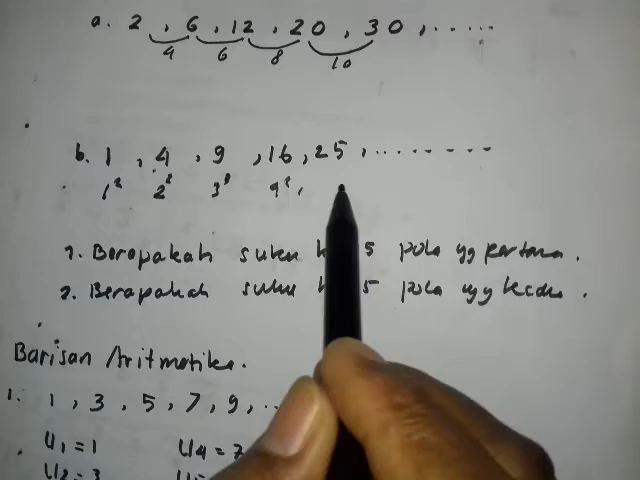 a. 2 , 6 , 12 , 20 , 30 , .....
4 6 8 10
b. 1 , 4 , 9 , 16 , 25 , ........
1² 2² 3² 4² ,
1. Berapakah suku k 5 pola yg pertama .
2. Berapakah suku k 5 pola yg kedua .
Barisan Aritmatika.
1. 1 , 3 , 5 , 7 , 9 , ..
U1 = 1 U4 = 7
U2 = 3